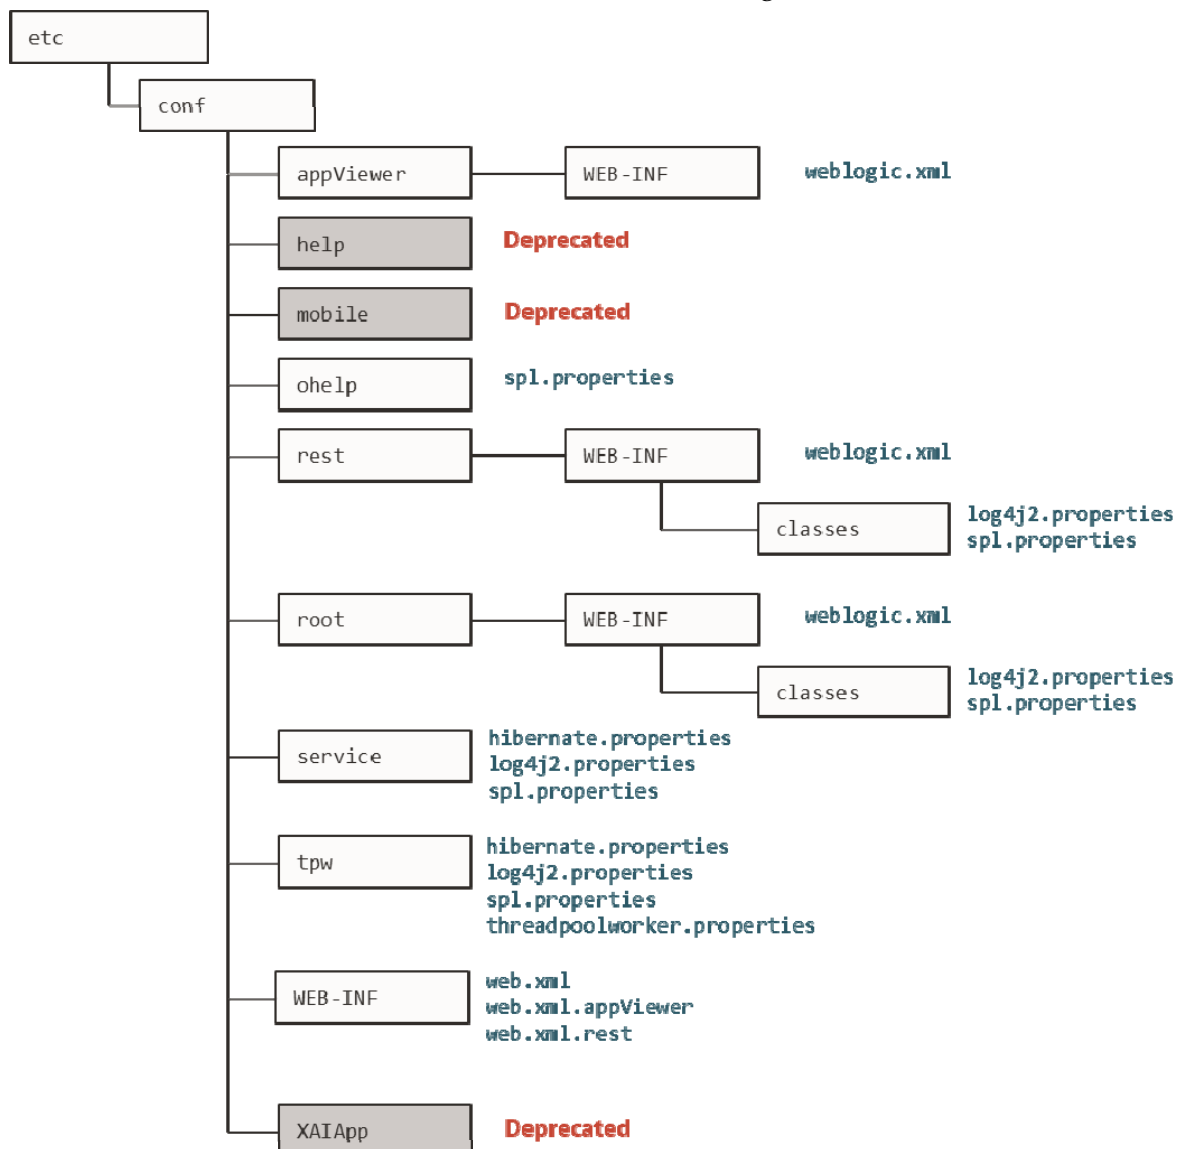 etc
conf
appViewer
WEB-INF
weblogic.xml
help
Deprecated
mobile
Deprecated
ohelp
spl.properties
rest
WEB-INF
weblogic.xml
classes
log4j2.properties
spl.properties
root
WEB-INF
weblogic.xml
classes
log4j2.properties
spl.properties
service
hibernate.properties
log4j2.properties
spl.properties
tpw
hibernate.properties
log4j2.properties
spl.properties
threadpoolworker.properties
WEB-INF
web.xml
web.xml.appViewer
web.xml.rest
XAIApp
Deprecated